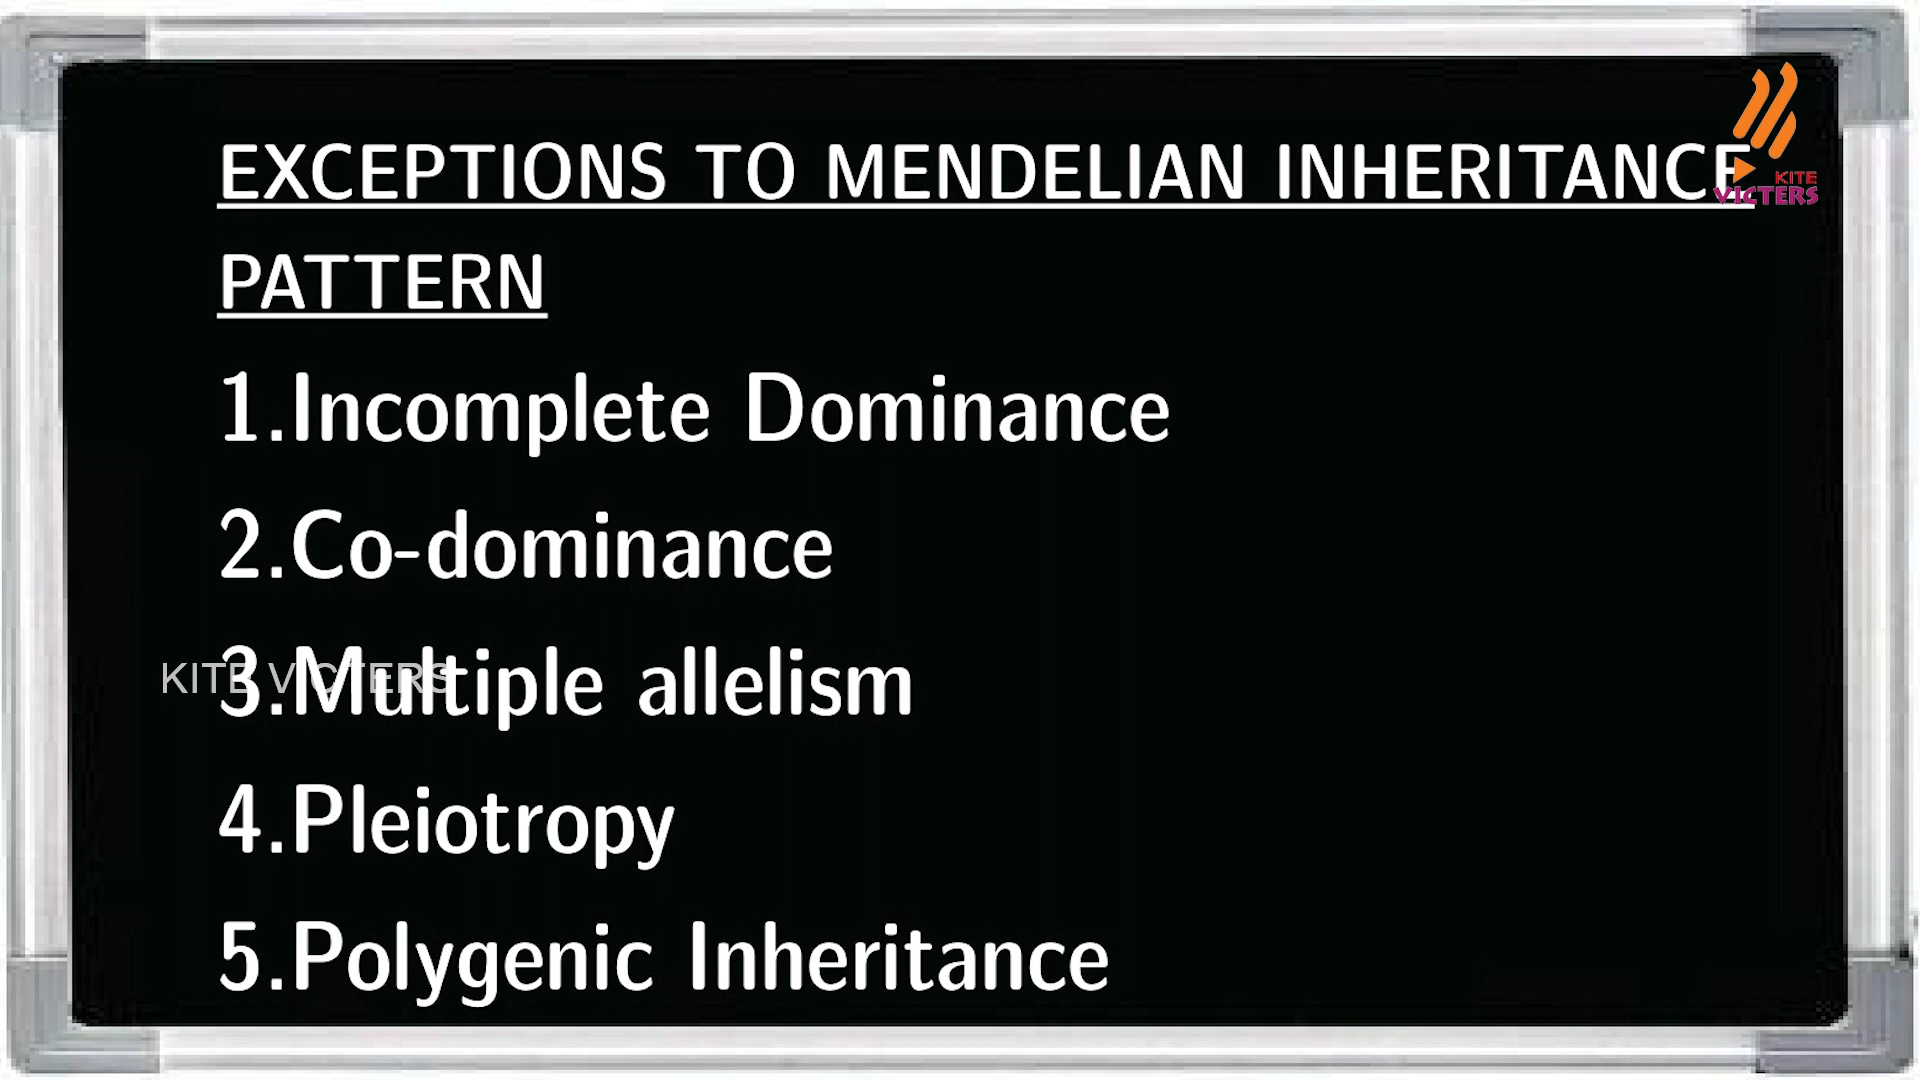 EXCEPTIONS TO MENDELIAN INHERITANCE
PATTERN
1.Incomplete Dominance
2.Co-dominance
3.Multiple allelism
4.Pleiotropy
5.Polygenic Inheritance
KITE
VICTERS
KITE VICTERS